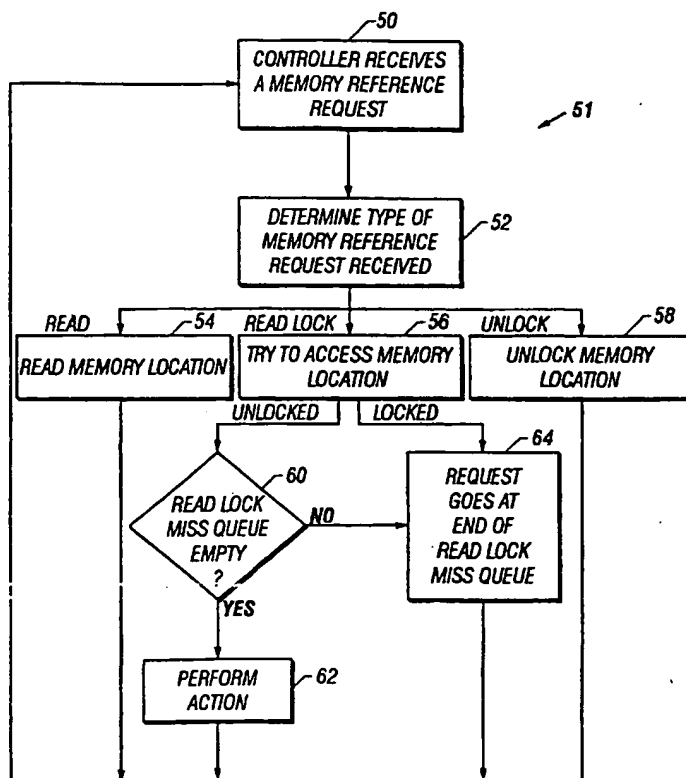 50
CONTROLLER RECEIVES
A MEMORY REFERENCE
REQUEST
51
52
DETERMINE TYPE OF
MEMORY REFERENCE
REQUEST RECEIVED
READ
54
READ LOCK
56
UNLOCK
58
READ MEMORY LOCATION
TRY TO ACCESS MEMORY
LOCATION
UNLOCK MEMORY
LOCATION
UNLOCKED
LOCKED
60
64
READ LOCK
MISS QUEUE
EMPTY
?
NO
YES
REQUEST
GOES AT
END OF
READ LOCK
MISS QUEUE
62
PERFORM
ACTION